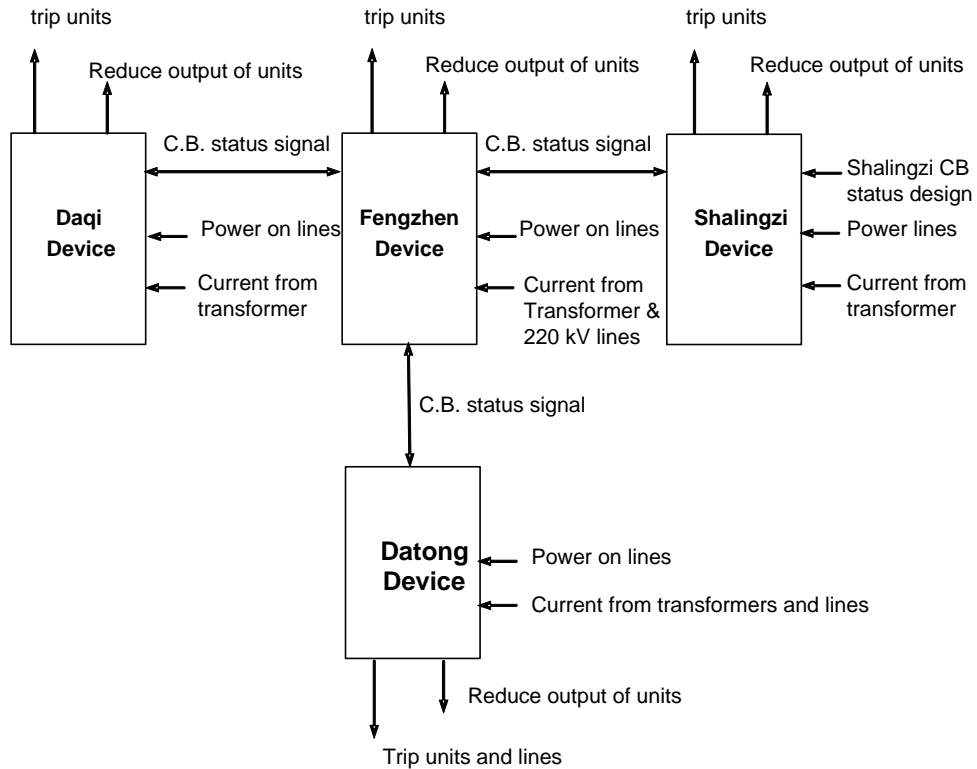 trip units
trip units
trip units
Reduce output of units
Reduce output of units
Reduce output of units
C.B. status signal
C.B. status signal
Daqi
Device
Fengzhen
Device
Shalingzi
Device
Shalingzi CB
status design
Power on lines
Power on lines
Power lines
Current from
transformer
Current from
Transformer &
220 kV lines
Current from
transformer
C.B. status signal
Datong
Device
Power on lines
Current from transformers and lines
Reduce output of units
Trip units and lines